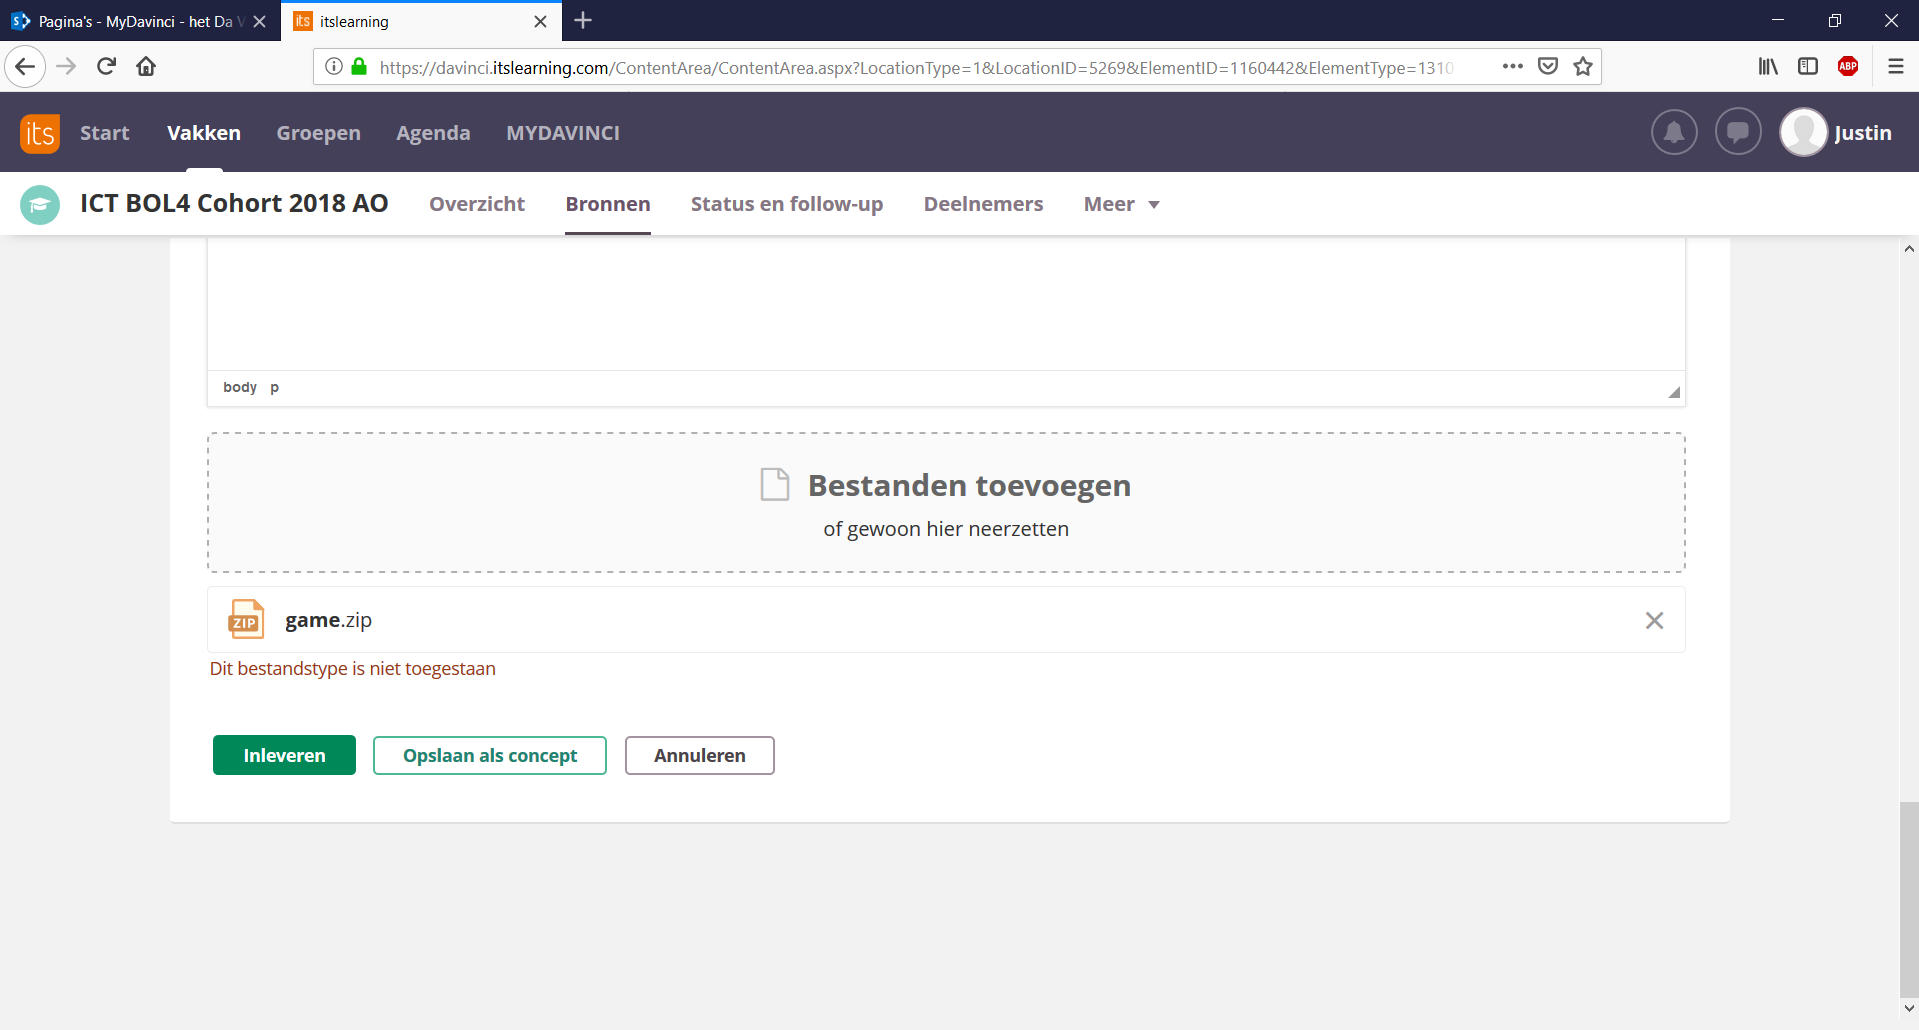 Pagina's - MyDavinci - het Da V
itslearning
https://davinci.itslearning.com/ContentArea/ContentArea.aspx?LocationType=1&LocationID=5269&ElementID=1160442&ElementType=1310
ABP
its Start Vakken Groepen Agenda MYDAVINCI Justin
ICT BOL4 Cohort 2018 AO Overzicht Bronnen Status en follow-up Deelnemers Meer
body p
Bestanden toevoegen
of gewoon hier neerzetten
ZIP game.zip
Dit bestandstype is niet toegestaan
Inleveren Opslaan als concept Annuleren